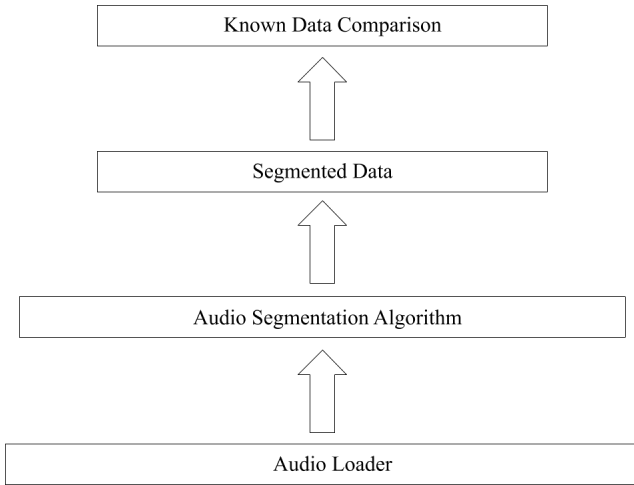 Known Data Comparison
Segmented Data
Audio Segmentation Algorithm
Audio Loader